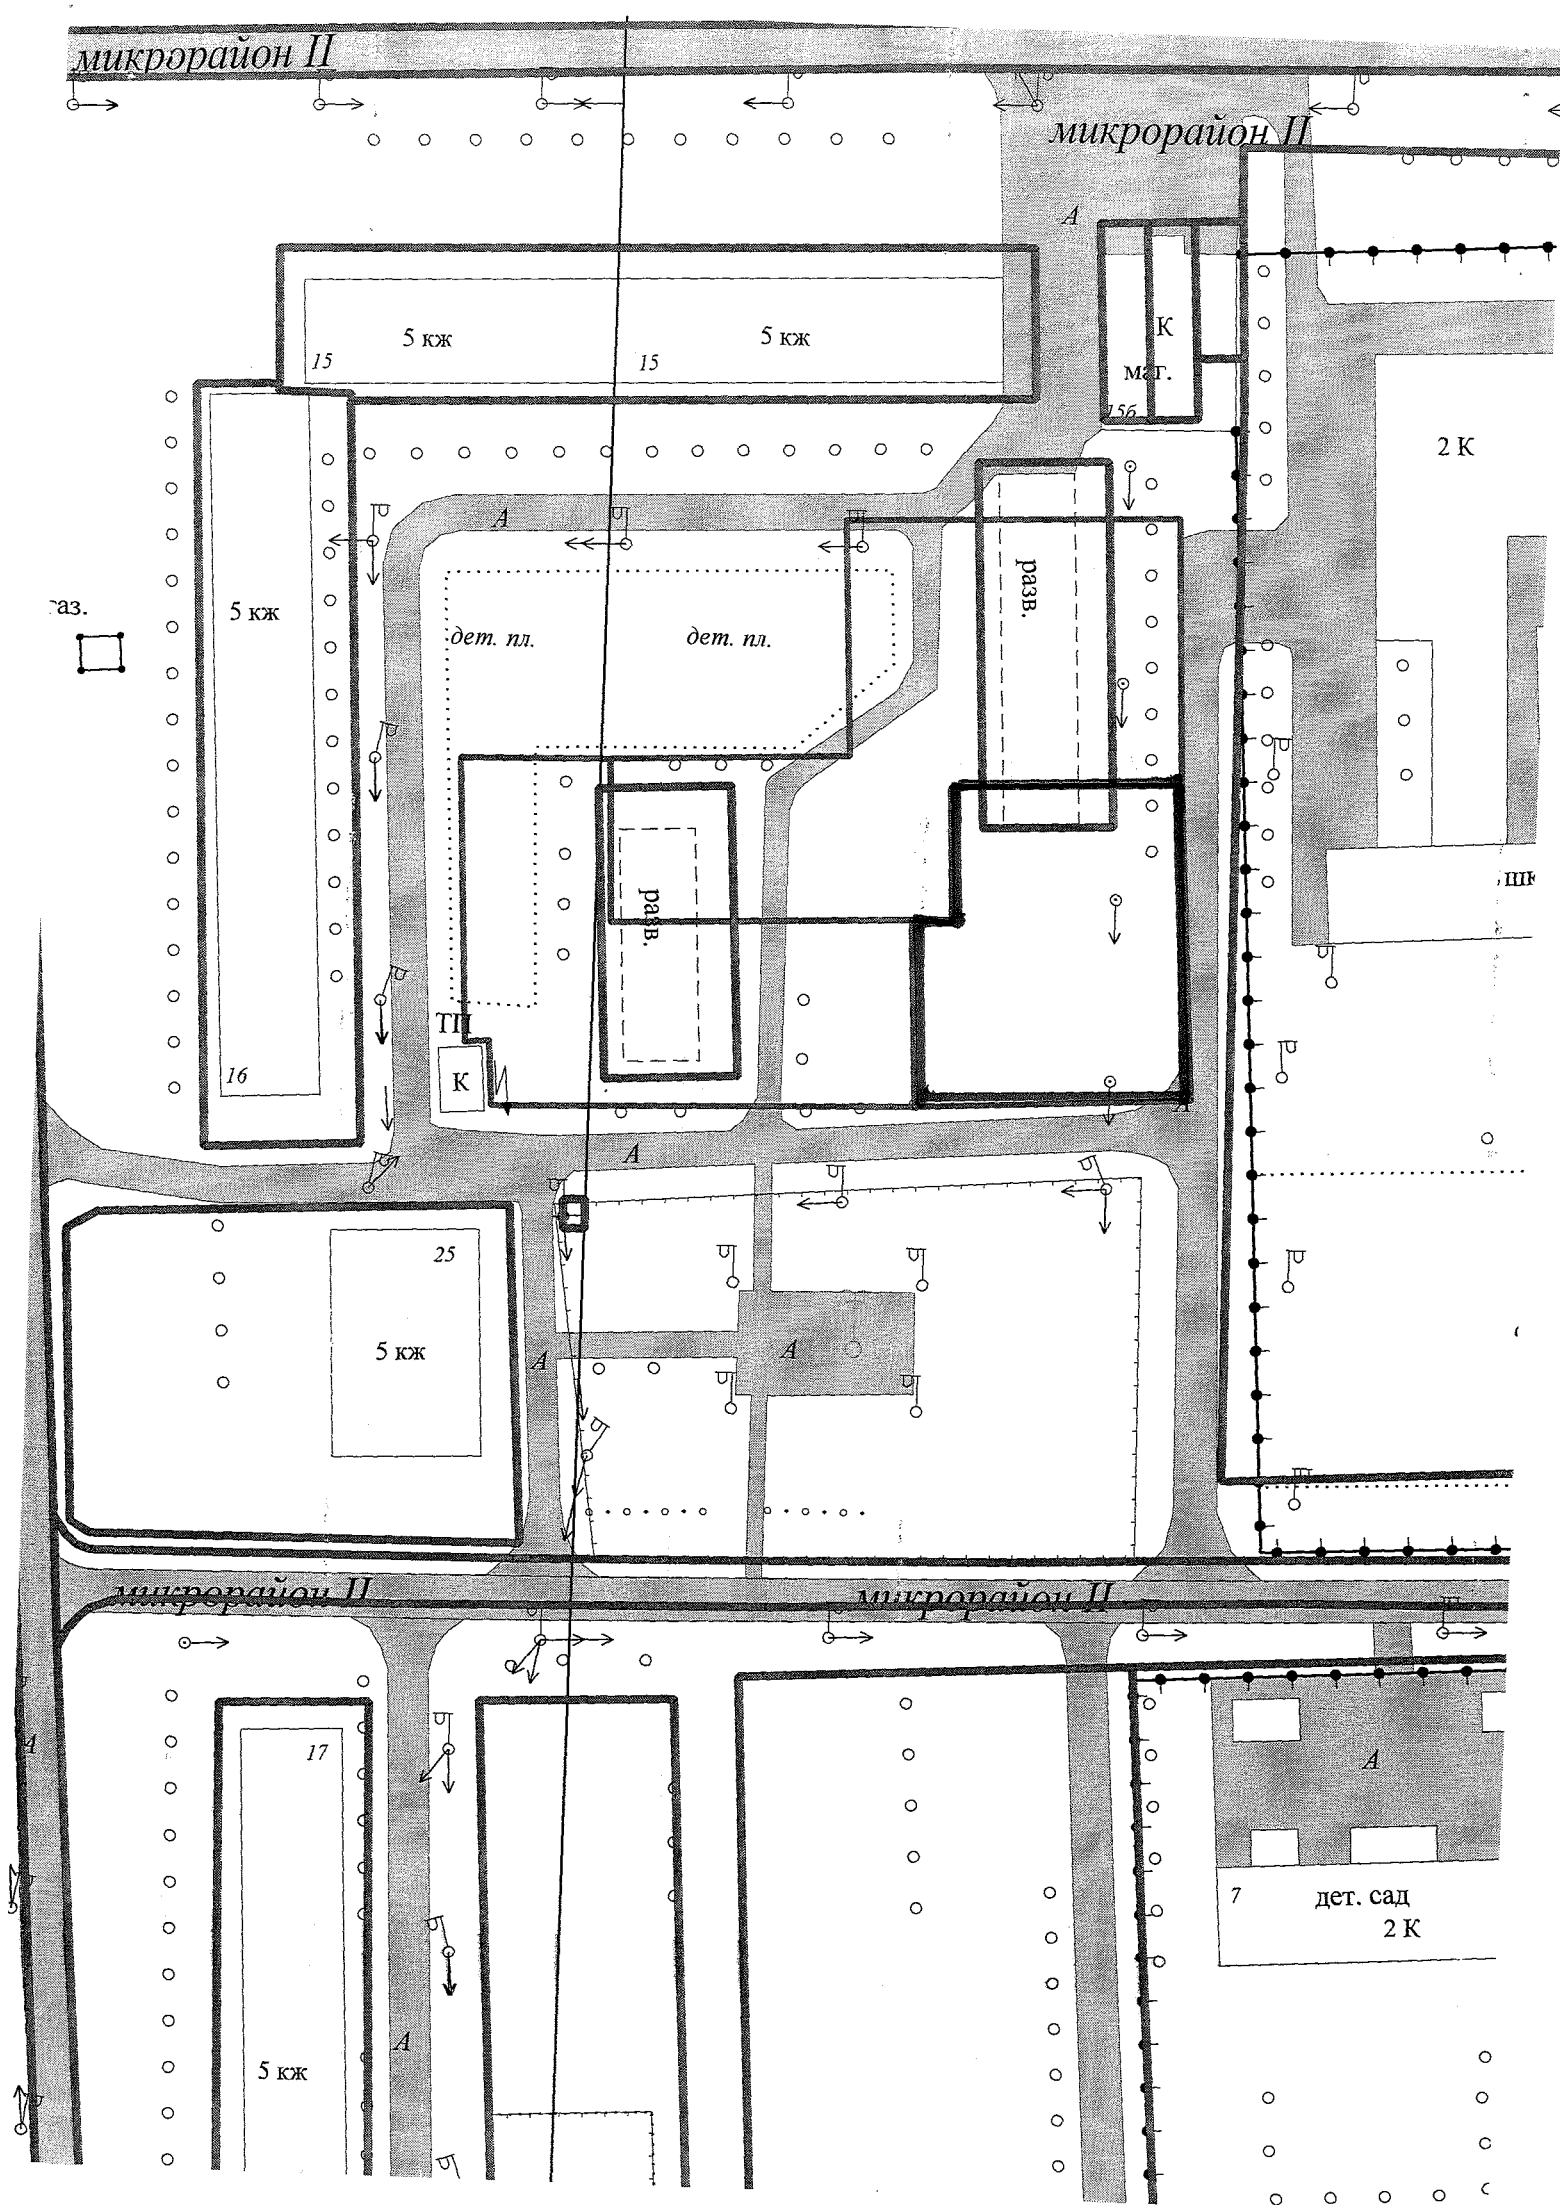 микрорайон II
микрорайон II
А
5 кж
5 кж
15
15
К
маг.
15б
2 К
А
разв.
5 кж
аз.
дет. пл.
дет. пл.
разв.
ТП
К
16
А
А
25
5 кж
А
А
микрорайон II
микрорайон II
17
А
А
7
дет. сад
2 К
А
5 кж